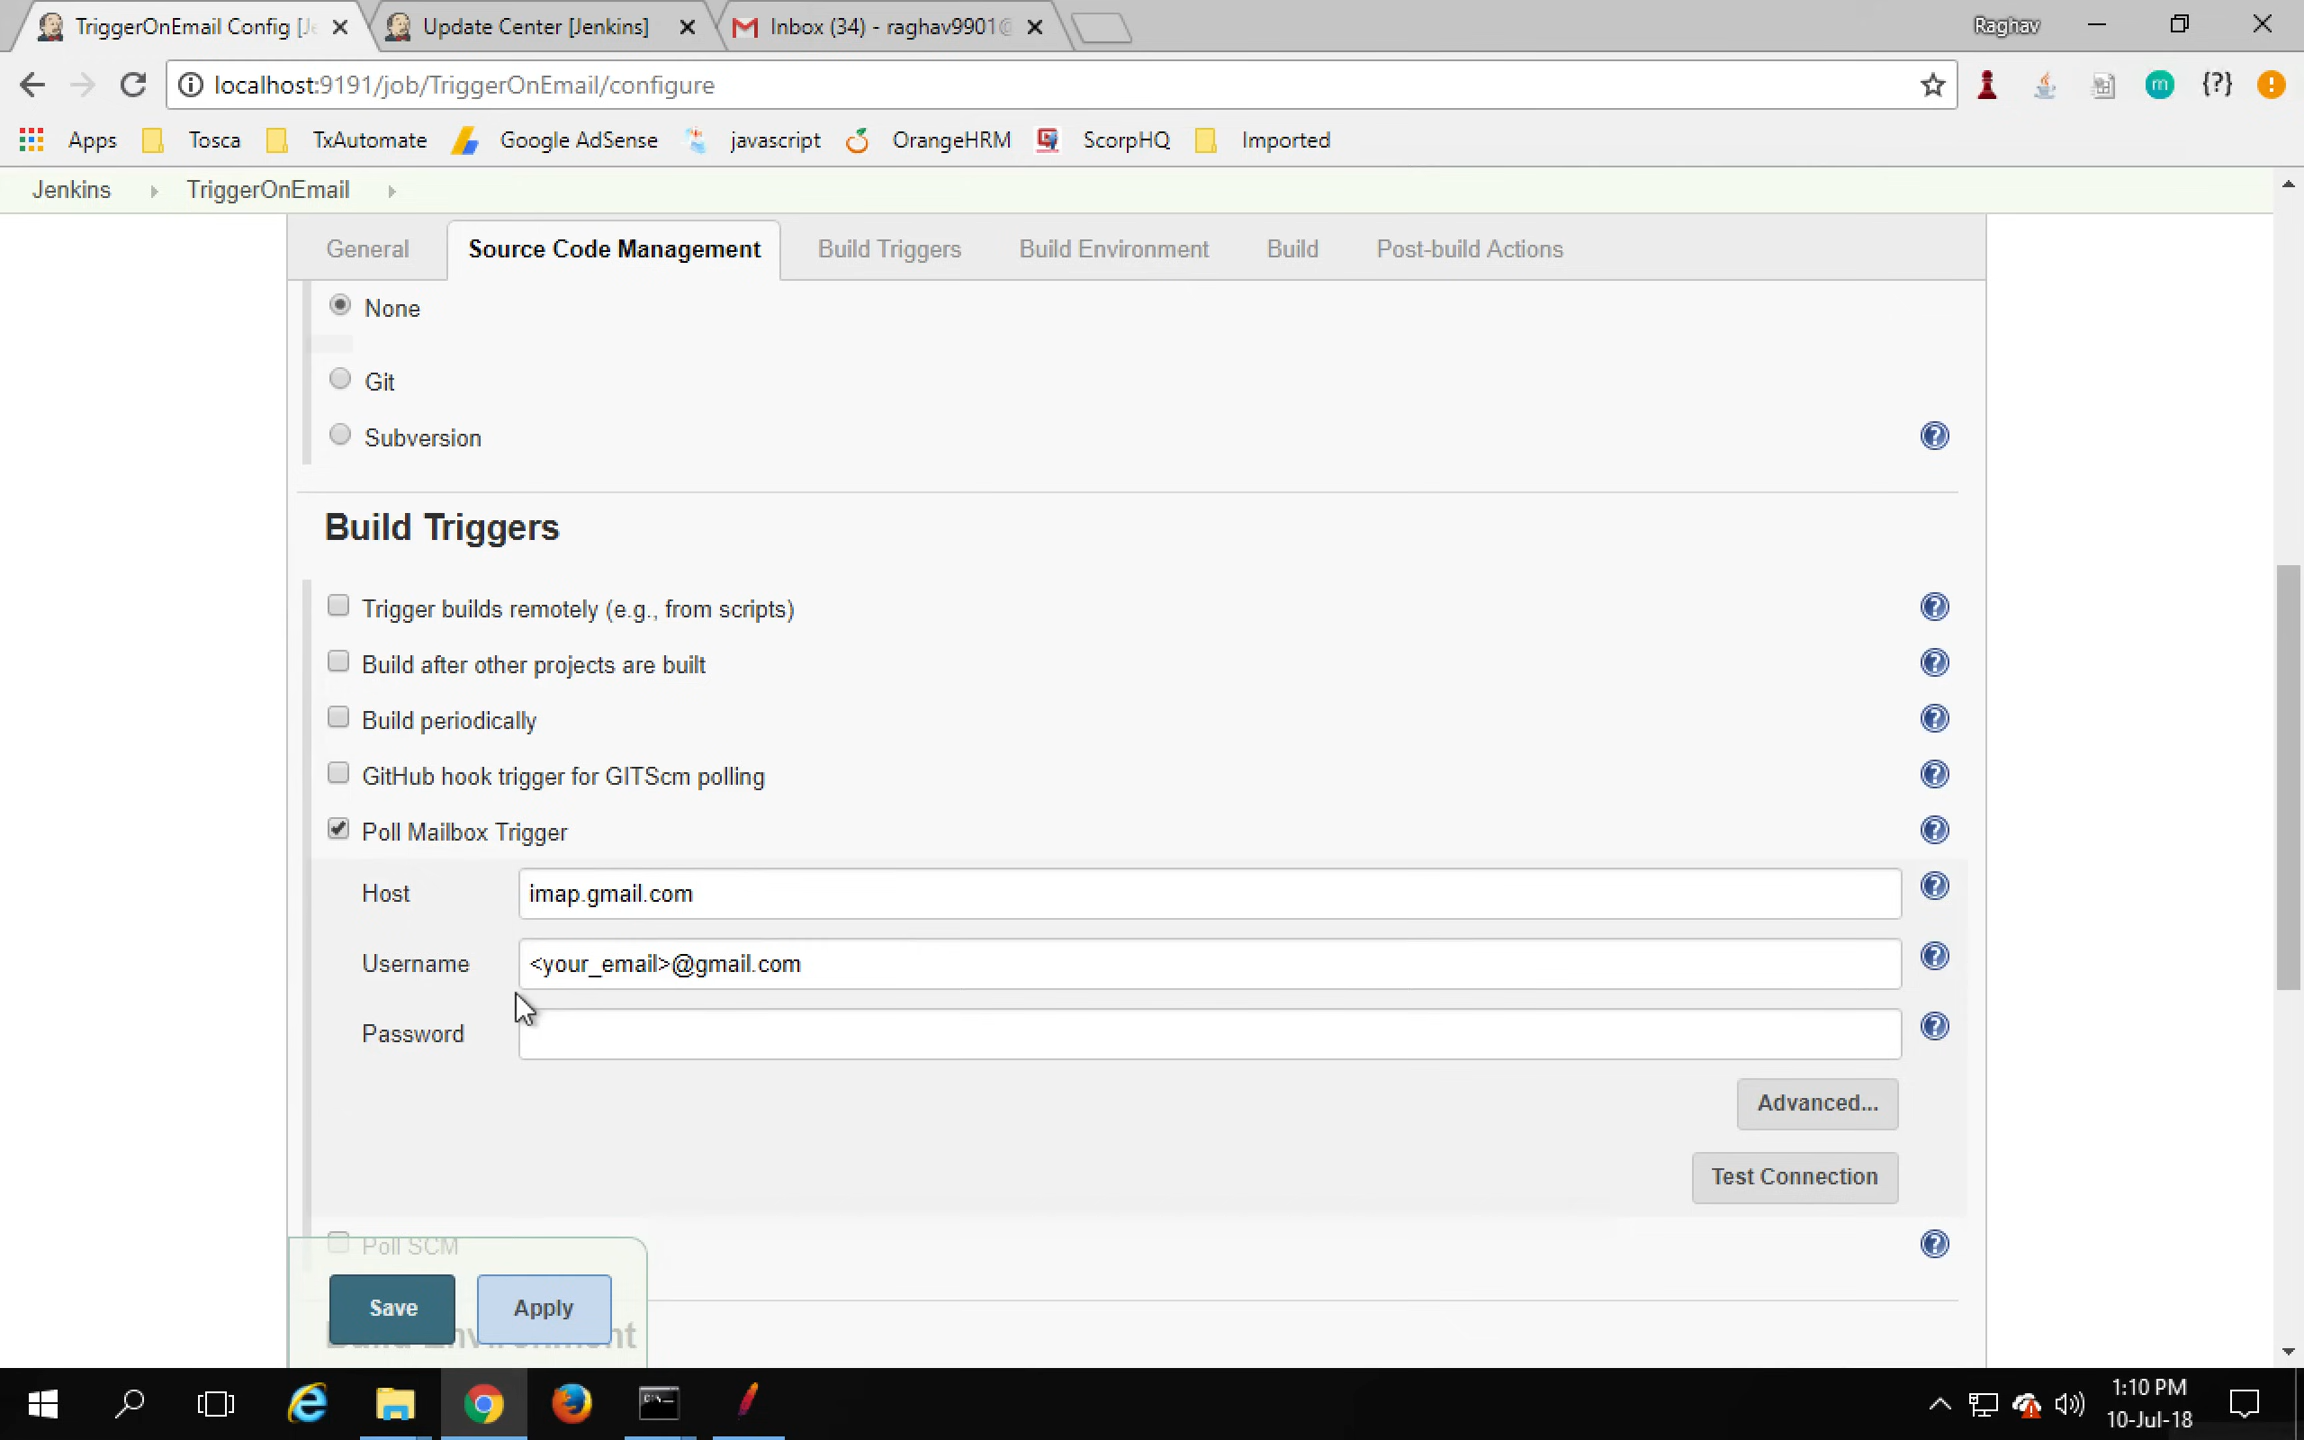 TriggerOnEmail Config [Je
Update Center [Jenkins]
Inbox (34) - raghav9901@
Raghav
localhost:9191/job/TriggerOnEmail/configure
m
{?}
Apps
Tosca
TxAutomate
Google AdSense
javascript
OrangeHRM
ScorpHQ
Imported
Jenkins
TriggerOnEmail
General
Source Code Management
Build Triggers
Build Environment
Build
Post-build Actions
None
Git
Subversion
Build Triggers
Trigger builds remotely (e.g., from scripts)
Build after other projects are built
Build periodically
GitHub hook trigger for GITScm polling
Poll Mailbox Trigger
Host
imap.gmail.com
Username
<your_email>@gmail.com
Password
Advanced...
Test Connection
Poll SCM
Save
Apply
Build Environment
1:10 PM
10-Jul-18